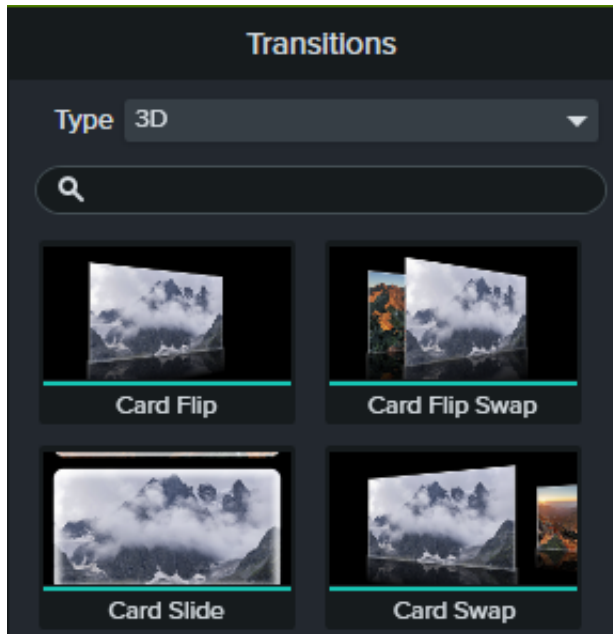 Transitions
Type 3D
Card Flip
Card Flip Swap
Card Slide
Card Swap